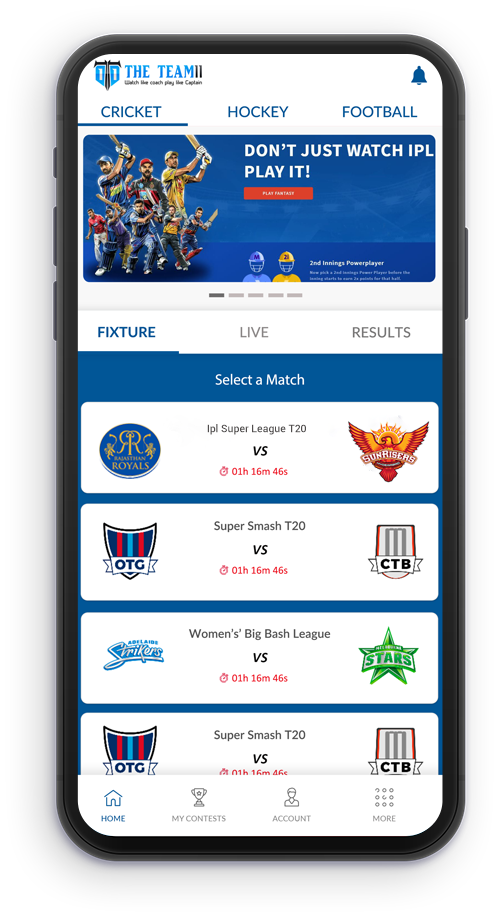 THE TEAM11
Watch like coach play like Captain
CRICKET HOCKEY FOOTBALL
DON'T JUST WATCH IPL
PLAY IT!
PLAY FANTASY
M 21
2nd Innings Powerplayer
Now pick a 2nd Innings Power Player before the
inning starts to earn 2x points for that ball.
FIXTURE LIVE RESULTS
Select a Match
Ipl Super League T20
RAJASTHAN
ROYALS
VS
SUNRISERS
01h 16m 46s
Super Smash T20
OTG
VS
CTB
01h 16m 46s
Women's' Big Bash League
ADELAIDE
Strikers
VS
MELBOURNE
STARS
01h 16m 46s
Super Smash T20
OTG
VS
CTB
01h 16m 46s
HOME MY CONTESTS ACCOUNT MORE